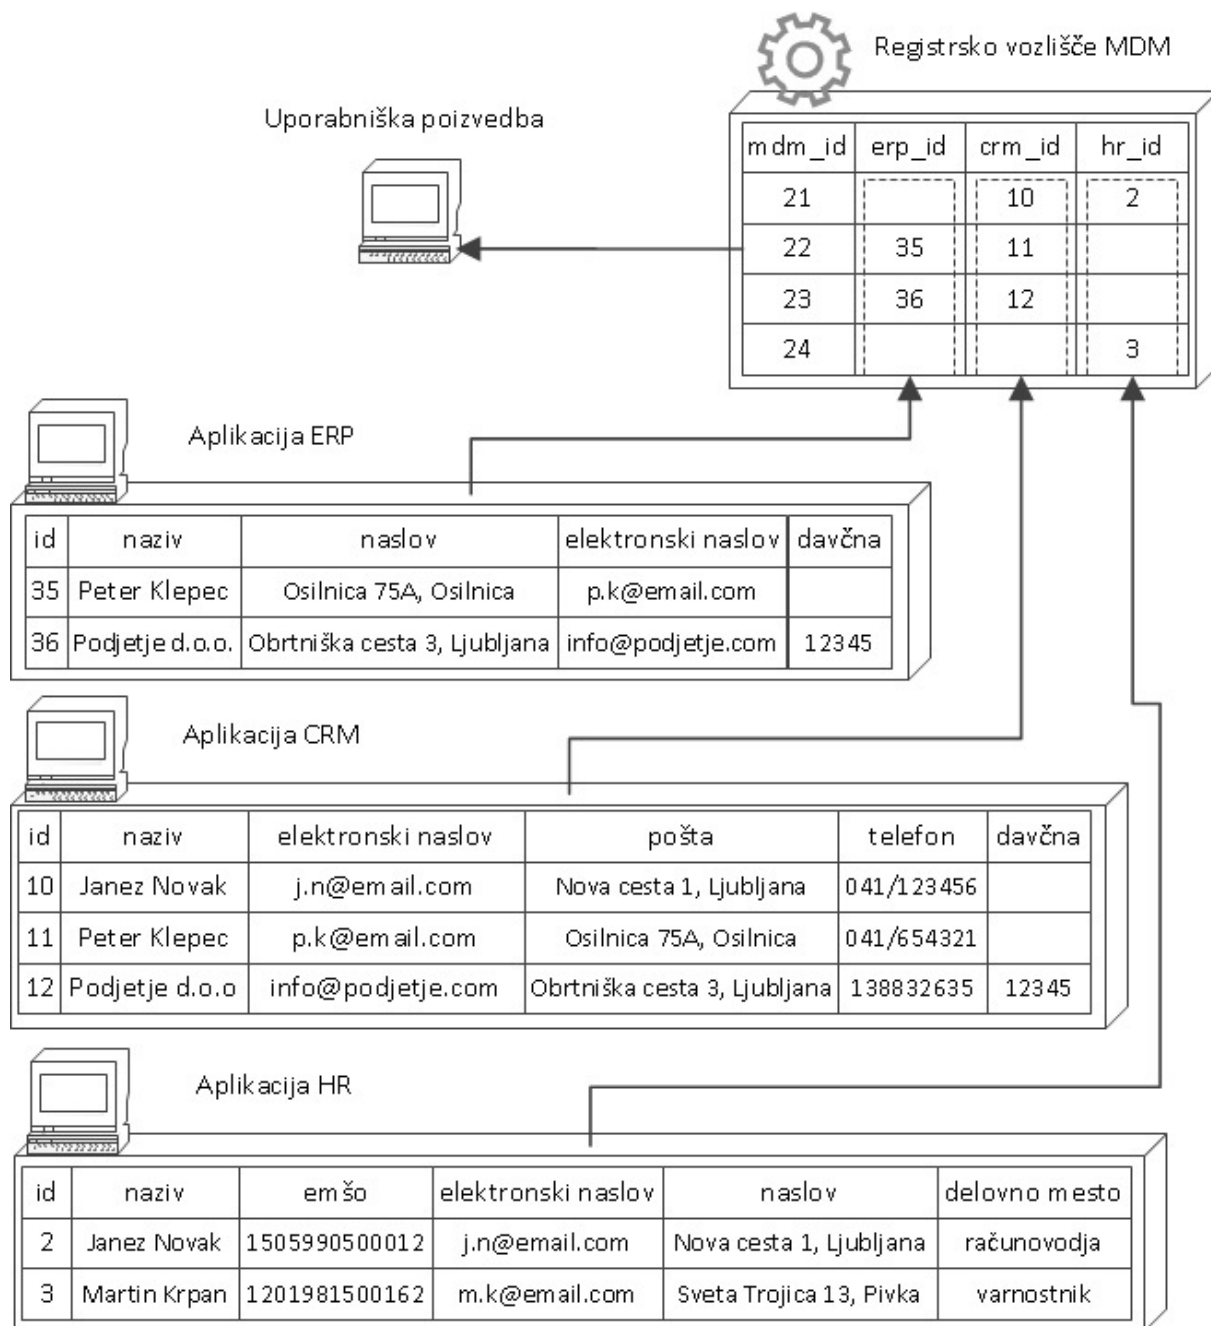 Registrsko vozlišče MDM
Uporabniška poizvedba
mdm_id erp_id crm_id hr_id
21 10 2
22 35 11
23 36 12
24 3
Aplikacija ERP
id naziv naslov elektronski naslov davčna
35 Peter Klepec Osilnica 75A, Osilnica p.k@email.com
36 Podjetje d.o.o. Obrtniška cesta 3, Ljubljana info@podjetje.com 12345
Aplikacija CRM
id naziv elektronski naslov pošta telefon davčna
10 Janez Novak j.n@email.com Nova cesta 1, Ljubljana 041/123456
11 Peter Klepec p.k@email.com Osilnica 75A, Osilnica 041/654321
12 Podjetje d.o.o info@podjetje.com Obrtniška cesta 3, Ljubljana 138832635 12345
Aplikacija HR
id naziv emšo elektronski naslov naslov delovno mesto
2 Janez Novak 1505990500012 j.n@email.com Nova cesta 1, Ljubljana računovodja
3 Martin Krpan 1201981500162 m.k@email.com Sveta Trojica 13, Pivka varnostnik